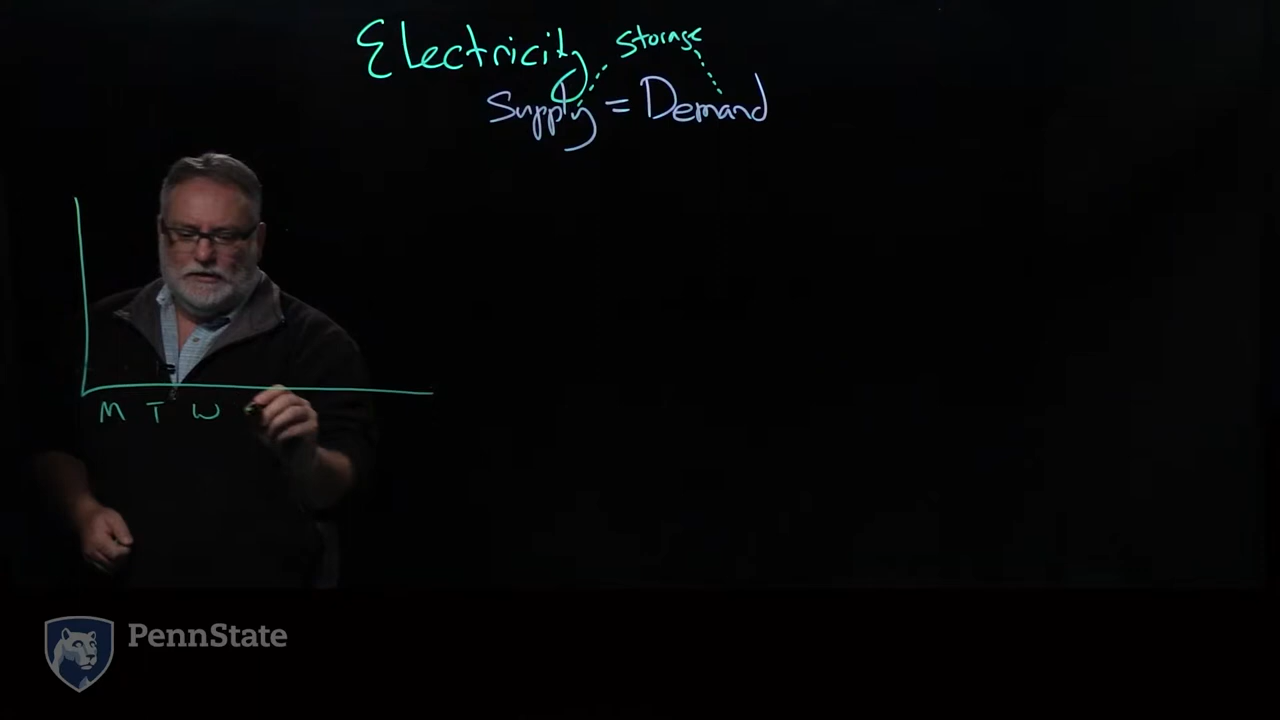 Electricity
Storage
Supply = Demand
M T W
PennState